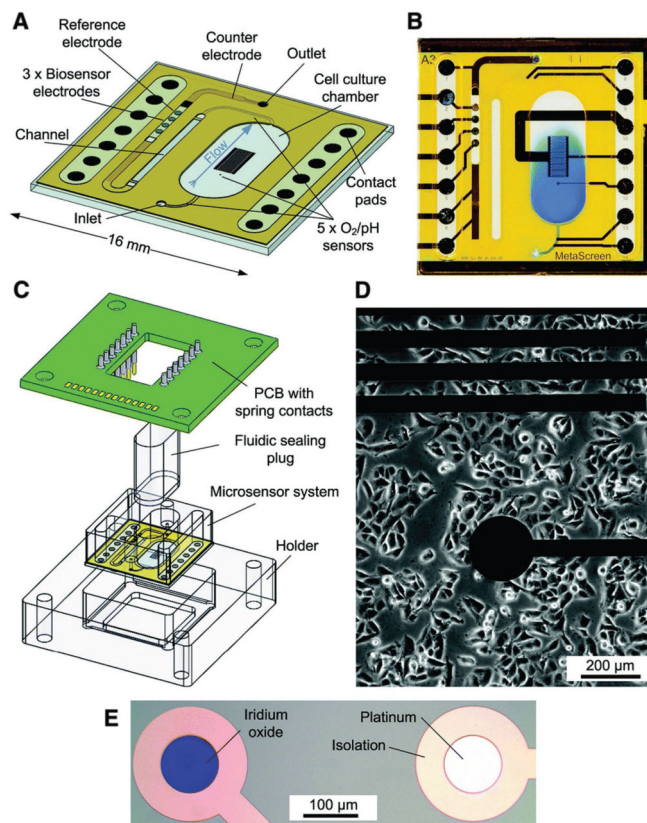 A
Reference
electrode
Counter
electrode
Outlet
3 x Biosensor
electrodes
Cell culture
chamber
Channel
Flow
Contact
pads
Inlet
5 x O₂/pH
sensors
16 mm
B
MetaScreen
C
PCB with
spring contacts
Fluidic sealing
plug
Microsensor system
Holder
D
200 µm
E
Iridium
oxide
Platinum
Isolation
100 µm